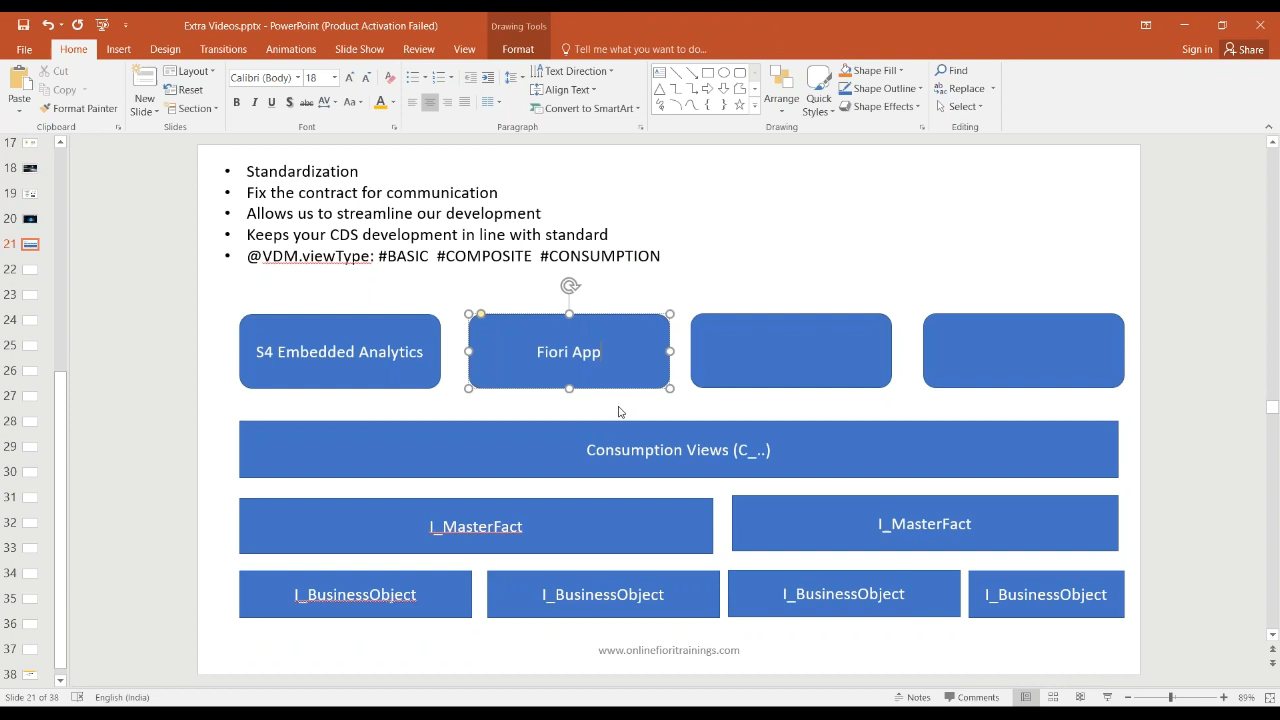 Extra Videos.pptx - PowerPoint (Product Activation Failed)
Drawing Tools
File
Home
Insert
Design
Transitions
Animations
Slide Show
Review
View
Format
Tell me what you want to do...
Sign in
Share
Paste
Cut
Copy
Format Painter
Clipboard
New Slide
Layout
Reset
Section
Slides
Calibri (Body)
18
B I U S abc AV Aa A
Font
Text Direction
Align Text
Convert to SmartArt
Paragraph
Arrange
Quick Styles
Shape Fill
Shape Outline
Shape Effects
Drawing
Find
Replace
Select
Editing
17
18
19
20
21
22
23
24
25
26
27
28
29
30
31
32
33
34
35
36
37
38
• Standardization
• Fix the contract for communication
• Allows us to streamline our development
• Keeps your CDS development in line with standard
• @VDM.viewType: #BASIC #COMPOSITE #CONSUMPTION
S4 Embedded Analytics
Fiori App
Consumption Views (C_..)
I_MasterFact
I_MasterFact
I_BusinessObject
I_BusinessObject
I_BusinessObject
I_BusinessObject
www.onlinefioritrainings.com
Slide 21 of 38
English (India)
Notes
Comments
89%